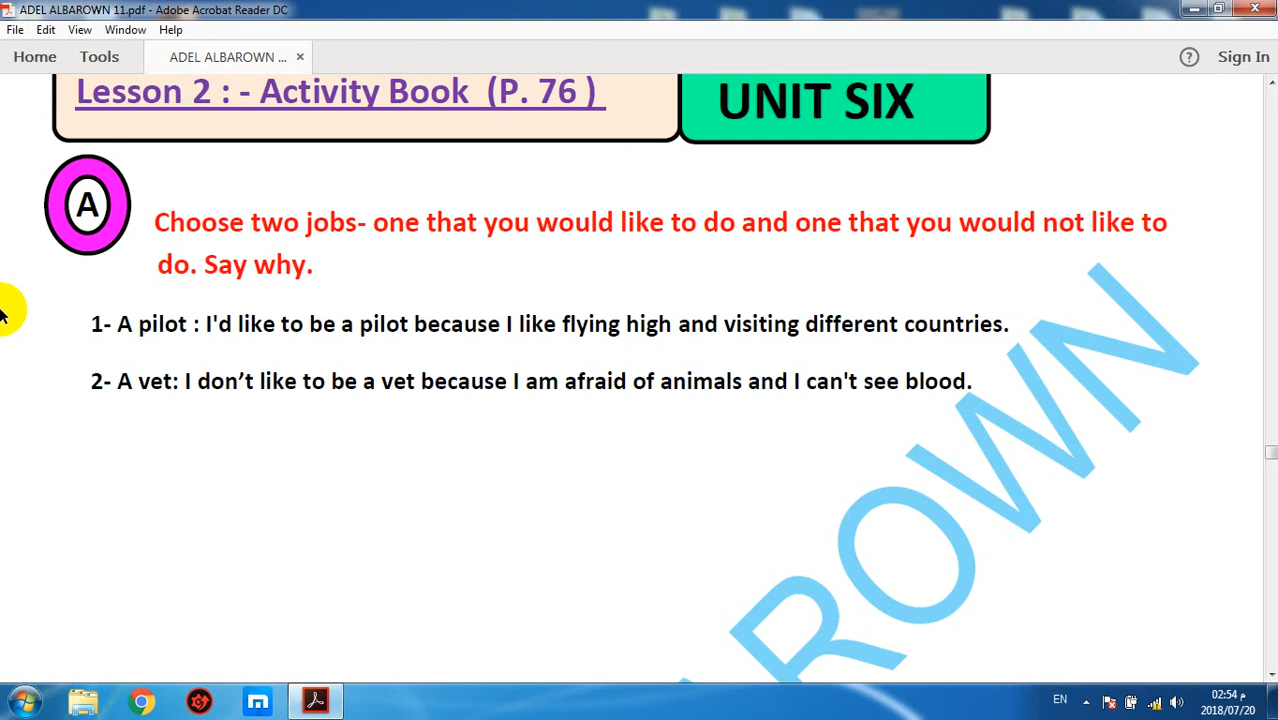 ADEL ALBAROWN 11.pdf - Adobe Acrobat Reader DC
File Edit View Window Help
Home Tools ADEL ALBAROWN ... × ? Sign In
Lesson 2 : - Activity Book (P. 76 )
UNIT SIX
A
Choose two jobs- one that you would like to do and one that you would not like to
do. Say why.
1- A pilot : I'd like to be a pilot because I like flying high and visiting different countries.
2- A vet: I don’t like to be a vet because I am afraid of animals and I can't see blood.
ROWN
EN
02:54 م
2018/07/20